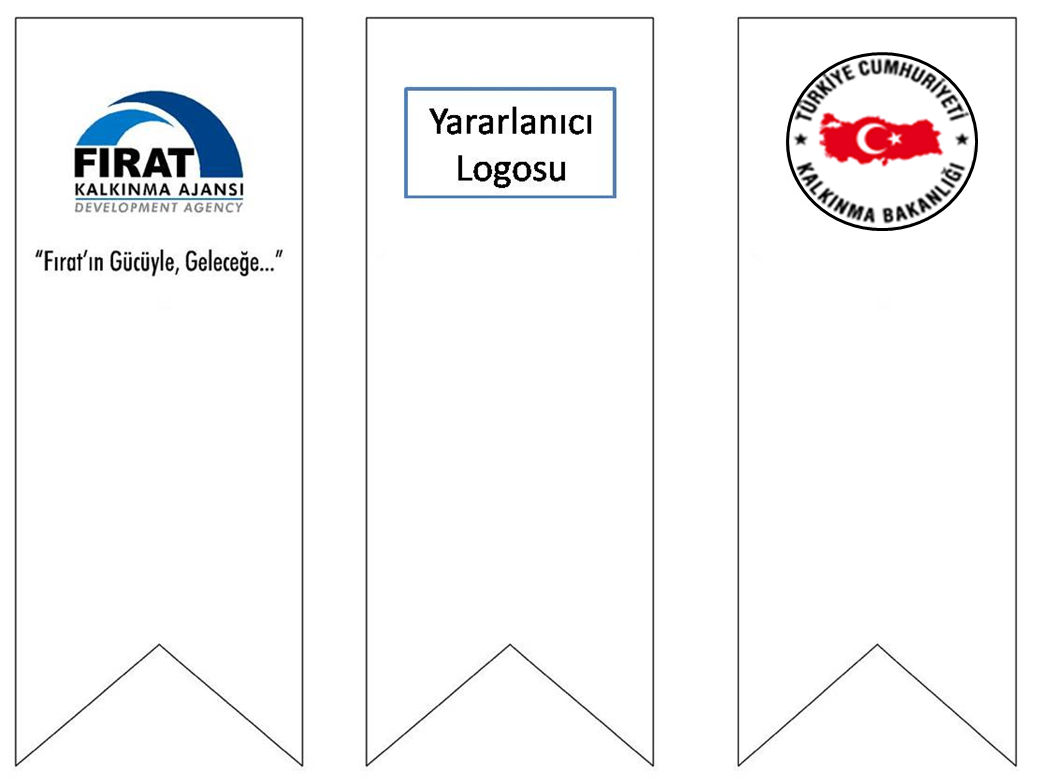 FIRAT
KALKINMA AJANSI
DEVELOPMENT AGENCY
“Fırat’ın Gücüyle, Geleceğe...”
Yararlanıcı
Logosu
TÜRKİYE CUMHURİYETİ
KALKINMA BAKANLIĞI